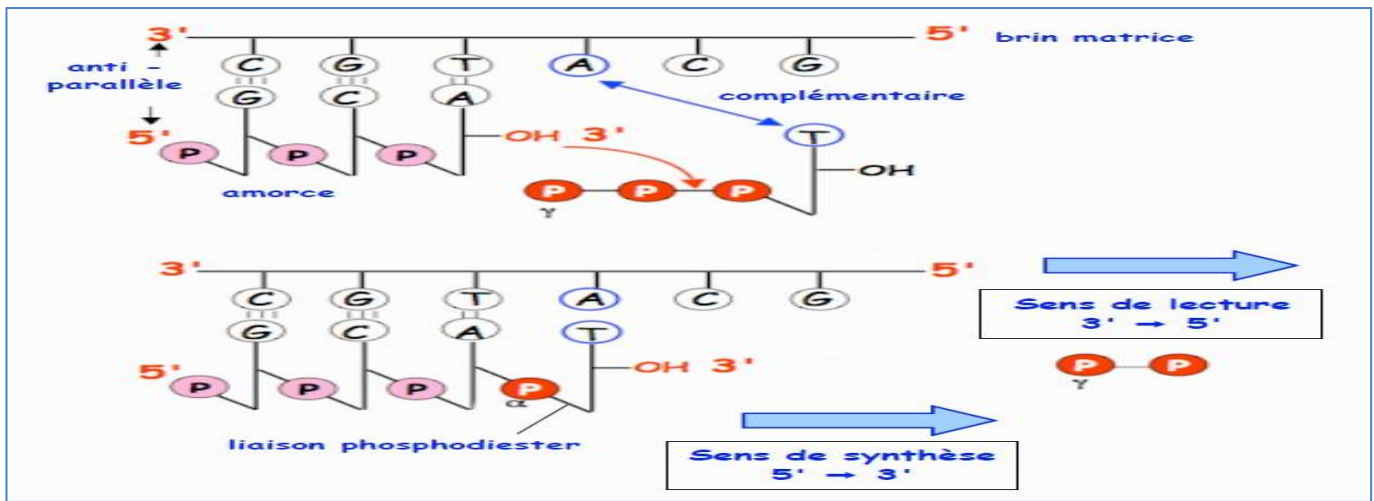 3' 5' brin matrice
C G T A C G
anti -
parallèle
complémentaire
G C A
T
5' P P P OH 3'
OH
amorce
P P P
γ
3' 5'
C G T A C G
Sens de lecture
3' → 5'
G C A T
5' P P P P OH 3'
α
P P
γ
liaison phosphodiester
Sens de synthèse
5' → 3'